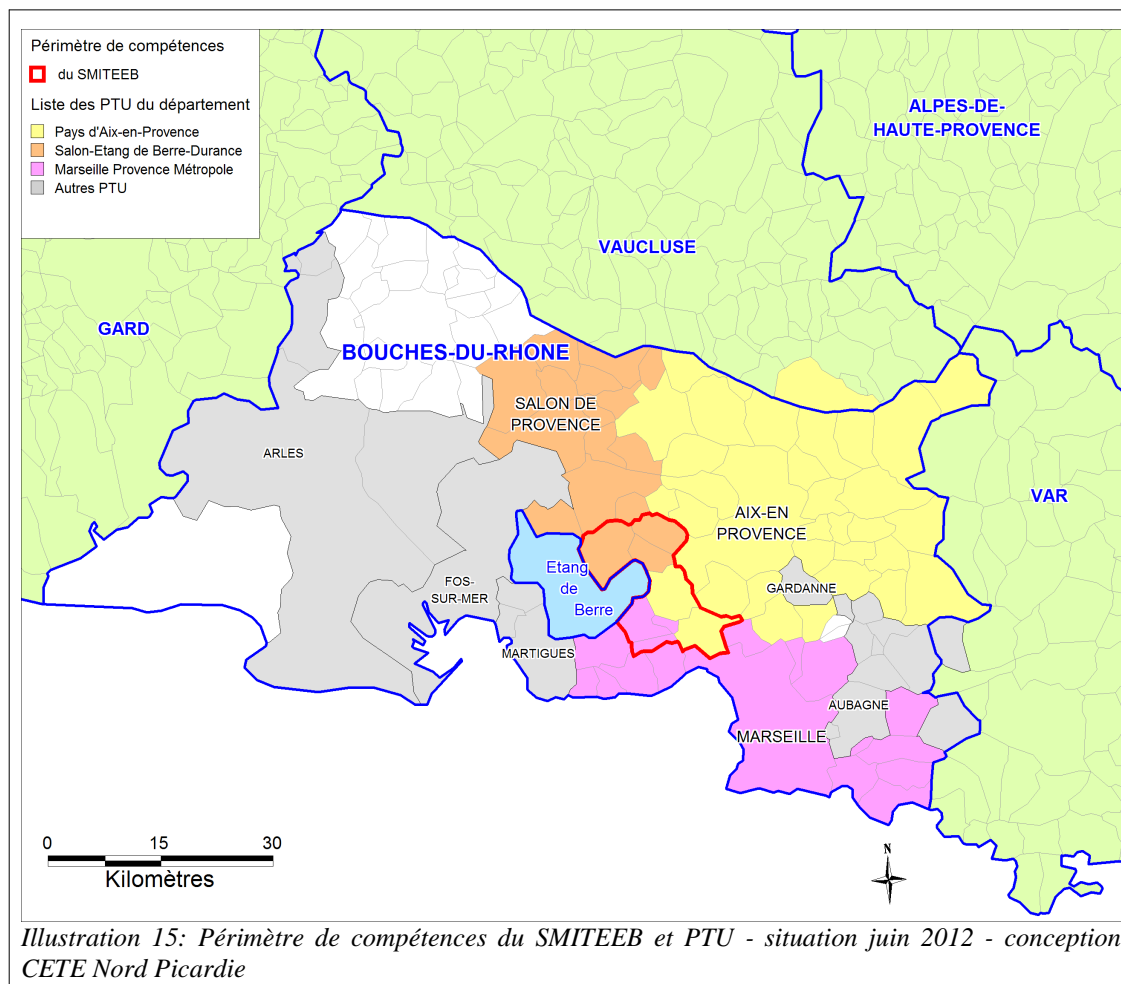 Périmètre de compétences
du SMITEEB
Liste des PTU du département
Pays d'Aix-en-Provence
Salon-Etang de Berre-Durance
Marseille Provence Métropole
Autres PTU
ALPES-DE-
HAUTE-PROVENCE
VAUCLUSE
GARD
BOUCHES-DU-RHONE
SALON DE
PROVENCE
ARLES
VAR
AIX-EN
PROVENCE
Etang
de
Berre
FOS-
SUR-MER
GARDANNE
MARTIGUES
AUBAGNE
MARSEILLE
0 15 30
Kilomètres
N
Illustration 15: Périmètre de compétences du SMITEEB et PTU - situation juin 2012 - conception
CETE Nord Picardie